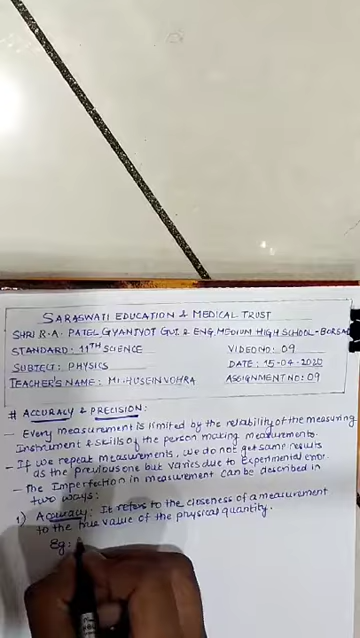 SARASWATI EDUCATION & MEDICAL TRUST
SHRI R.A. PATEL GYANJYOT GUJ. & ENG. MEDIUM HIGH SCHOOL - BORSAD
STANDARD: 11TH SCIENCE VIDEO NO: 09
SUBJECT: PHYSICS DATE: 15-04-2020
TEACHER'S NAME: Mr. HUSEIN VOHRA ASSIGNMENT NO: 09
# ACCURACY & PRECISION:
- Every measurement is limited by the reliability of the measuring
Instrument & skills of the person making measurements.
- If we repeat measurements, we do not get same results
as the previous one but varies due to Experimental error.
- The Imperfection in measurement can be described in
two ways:
1) Accuracy: It refers to the closeness of a measurement
to the true value of the physical quantity.
Eg: